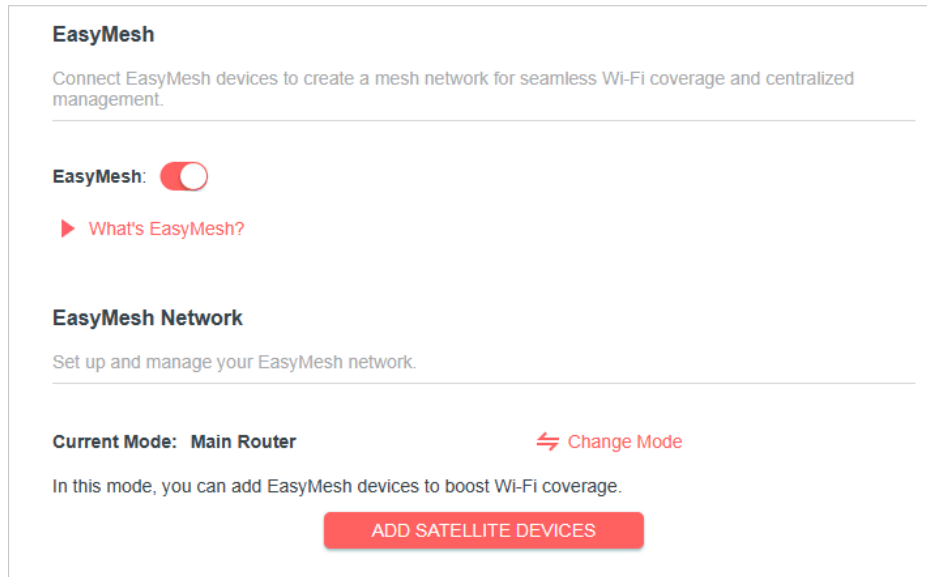 EasyMesh
Connect EasyMesh devices to create a mesh network for seamless Wi-Fi coverage and centralized
management.
EasyMesh:
What's EasyMesh?
EasyMesh Network
Set up and manage your EasyMesh network.
Current Mode: Main Router
Change Mode
In this mode, you can add EasyMesh devices to boost Wi-Fi coverage.
ADD SATELLITE DEVICES